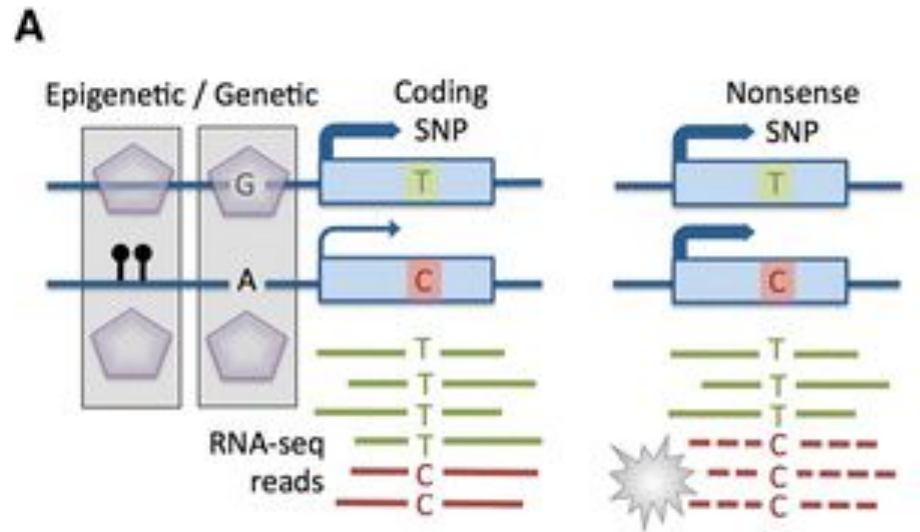 A
Epigenetic / Genetic
Coding
SNP
Nonsense
SNP
G
T
T
A
C
C
T
T
T
T
T
T
RNA-seq
reads
T
C
C
C
C
C